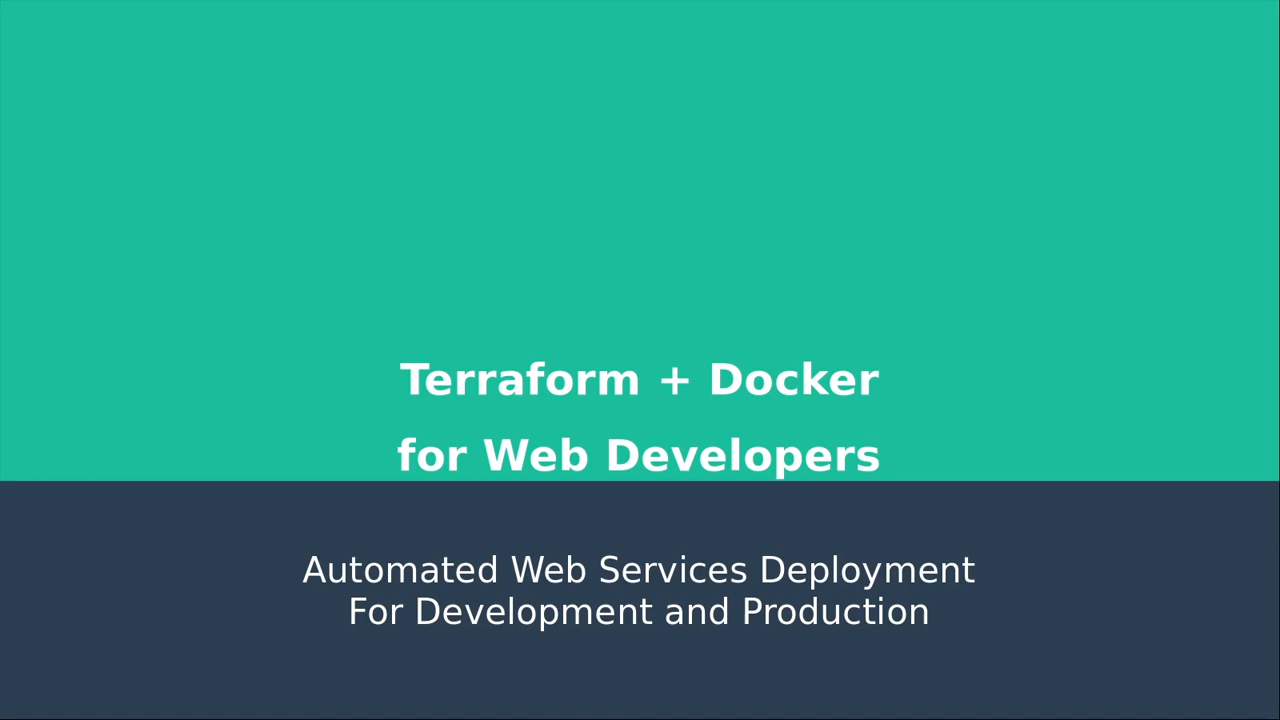 Terraform + Docker
for Web Developers
Automated Web Services Deployment
For Development and Production